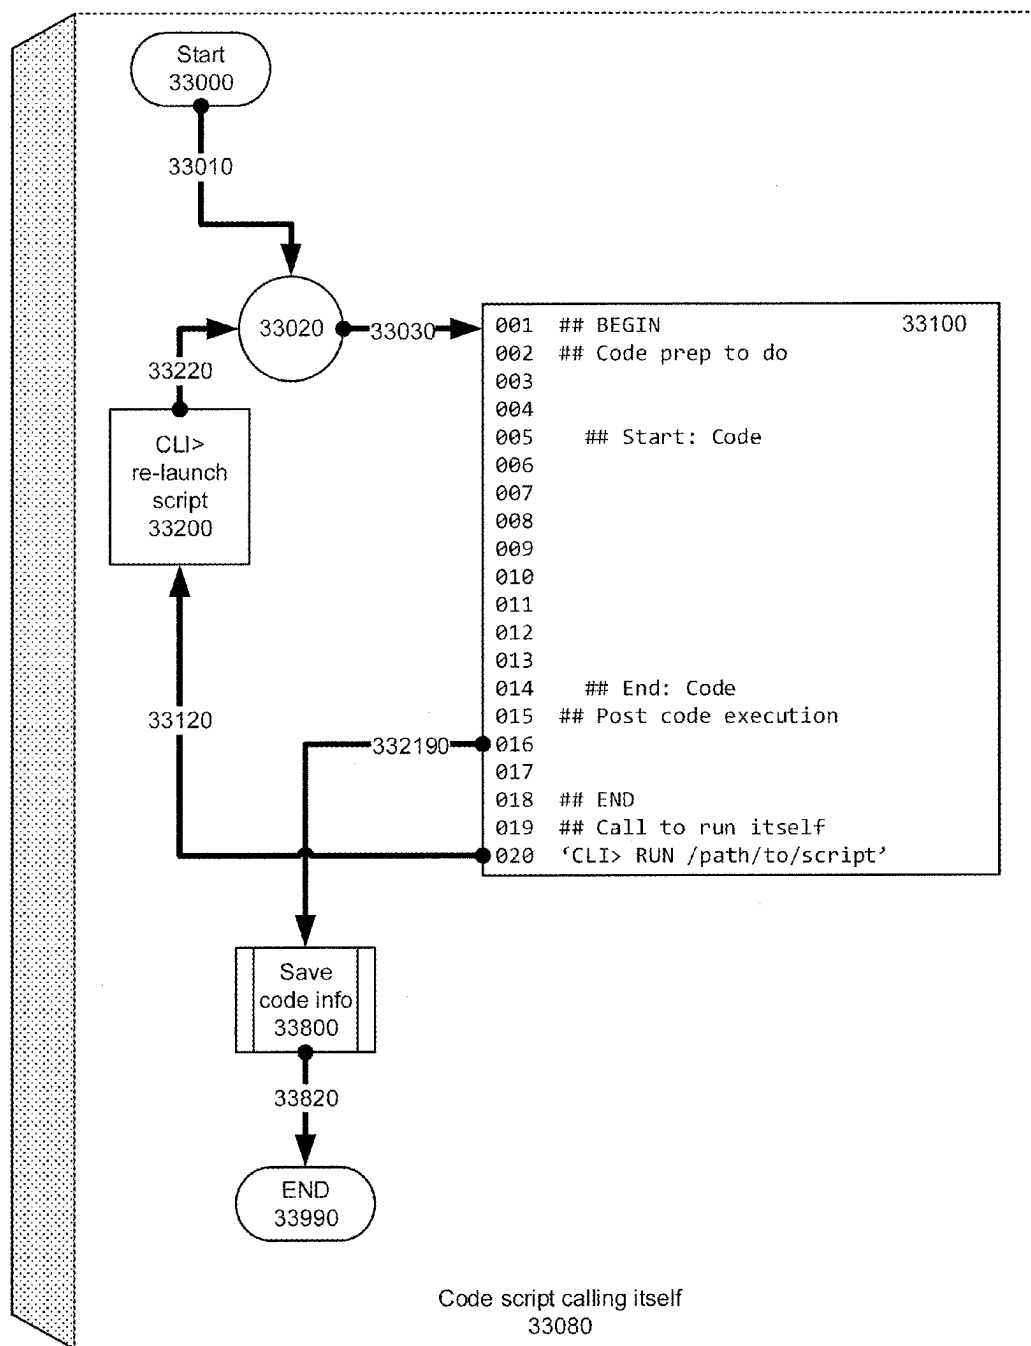 Start
33000
33010
33020
33030
33220
CLI>
re-launch
script
33200
33120
001 ## BEGIN 33100
002 ## Code prep to do
003
004
005 ## Start: Code
006
007
008
009
010
011
012
013
014 ## End: Code
015 ## Post code execution
016
017
018 ## END
019 ## Call to run itself
020 ‘CLI> RUN /path/to/script’
332190
Save
code info
33800
33820
END
33990
Code script calling itself
33080